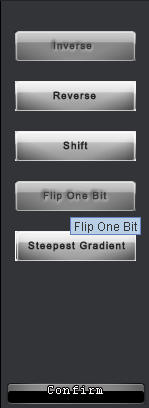 Inverse
Reverse
Shift
Flip One Bit
Flip One Bit
Steepest Gradient
Confirm